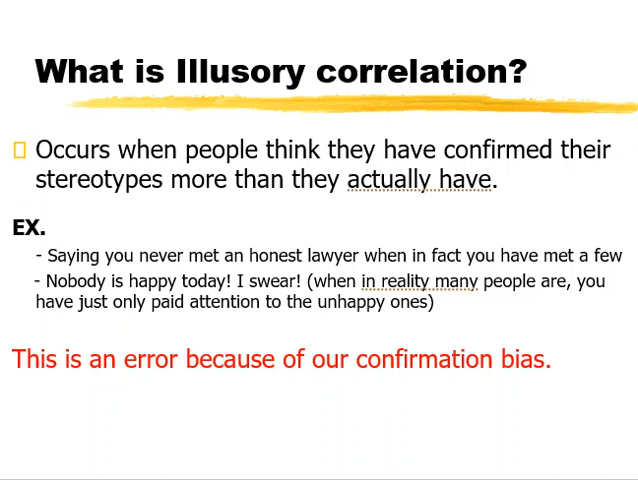 What is Illusory correlation?
Occurs when people think they have confirmed their
stereotypes more than they actually have.
EX.
- Saying you never met an honest lawyer when in fact you have met a few
- Nobody is happy today! I swear! (when in reality many people are, you
have just only paid attention to the unhappy ones)
This is an error because of our confirmation bias.